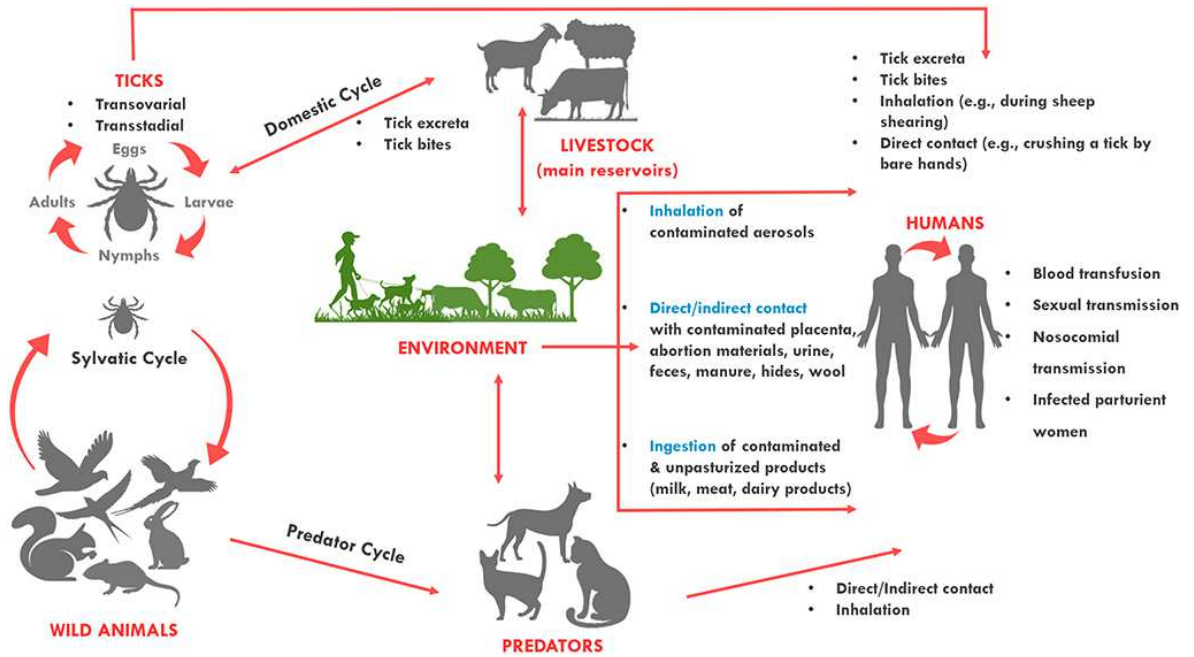 TICKS
• Transovarial
• Transstadial
Eggs
Adults
Larvae
Nymphs
Domestic Cycle
• Tick excreta
• Tick bites
LIVESTOCK
(main reservoirs)
• Tick excreta
• Tick bites
• Inhalation (e.g., during sheep
shearing)
• Direct contact (e.g., crushing a tick by
bare hands)
• Inhalation of
contaminated aerosols
ENVIRONMENT
• Direct/indirect contact
with contaminated placenta,
abortion materials, urine,
feces, manure, hides, wool
• Ingestion of contaminated
& unpasturized products
(milk, meat, dairy products)
HUMANS
• Blood transfusion
• Sexual transmission
• Nosocomial
transmission
• Infected parturient
women
Sylvatic Cycle
WILD ANIMALS
Predator Cycle
PREDATORS
• Direct/Indirect contact
• Inhalation